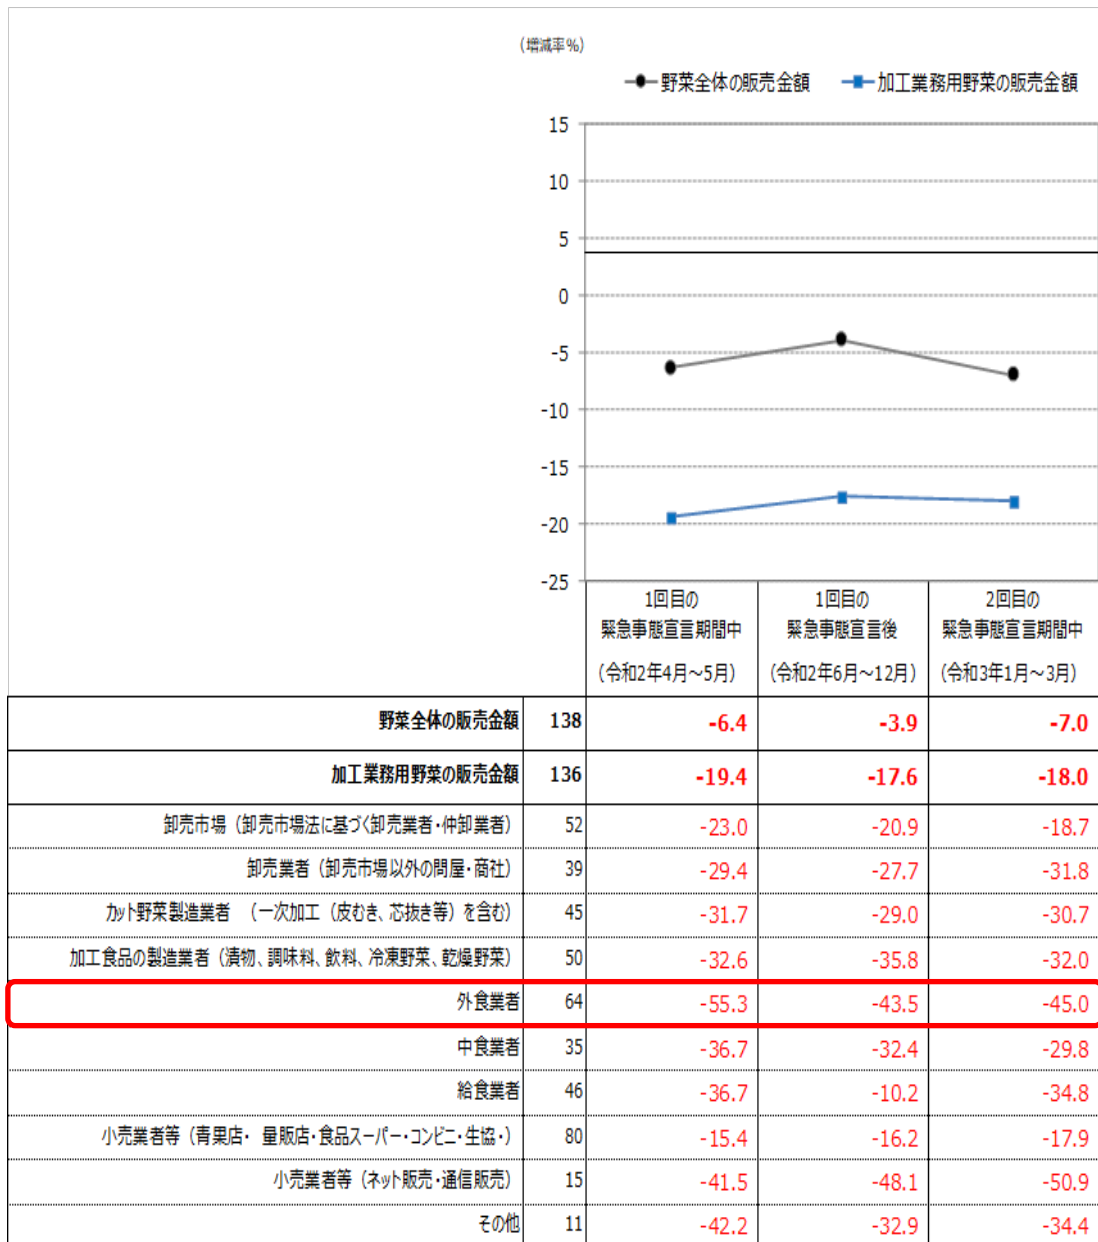 （増減率％）
野菜全体の販売金額 加工業務用野菜の販売金額
15
10
5
0
-5
-10
-15
-20
-25
1回目の 1回目の 2回目の
緊急事態宣言期間中 緊急事態宣言後 緊急事態宣言期間中
（令和2年4月～5月） （令和2年6月～12月） （令和3年1月～3月）
野菜全体の販売金額 138 -6.4 -3.9 -7.0
加工業務用野菜の販売金額 136 -19.4 -17.6 -18.0
卸売市場（卸売市場法に基づく卸売業者・仲卸業者） 52 -23.0 -20.9 -18.7
卸売業者（卸売市場以外の問屋・商社） 39 -29.4 -27.7 -31.8
カット野菜製造業者　（一次加工（皮むき、芯抜き等）を含む） 45 -31.7 -29.0 -30.7
加工食品の製造業者（漬物、調味料、飲料、冷凍野菜、乾燥野菜） 50 -32.6 -35.8 -32.0
外食業者 64 -55.3 -43.5 -45.0
中食業者 35 -36.7 -32.4 -29.8
給食業者 46 -36.7 -10.2 -34.8
小売業者等（青果店・ 量販店・食品スーパー・コンビニ・生協・） 80 -15.4 -16.2 -17.9
小売業者等（ネット販売・通信販売） 15 -41.5 -48.1 -50.9
その他 11 -42.2 -32.9 -34.4